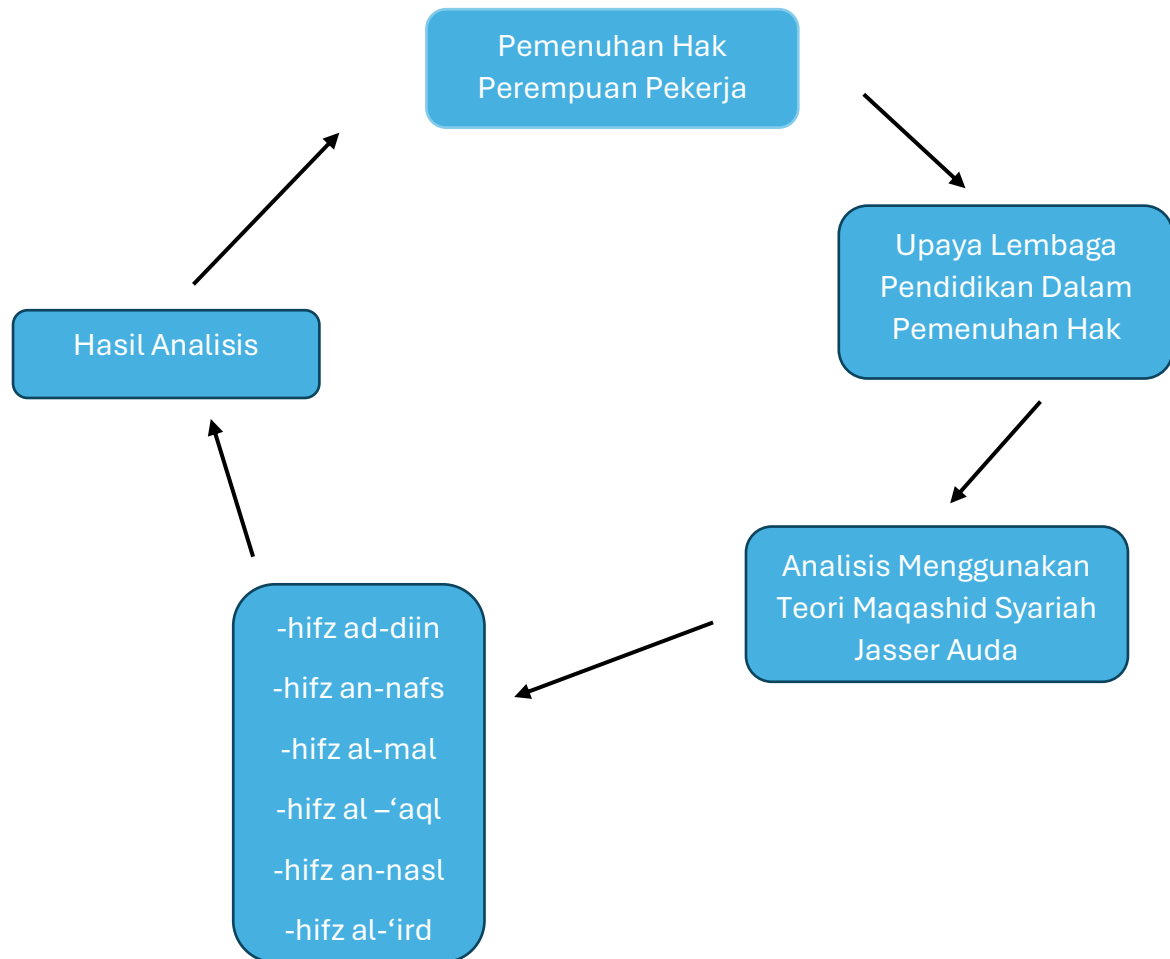 Pemenuhan Hak
Perempuan Pekerja
Upaya Lembaga
Pendidikan Dalam
Pemenuhan Hak
Analisis Menggunakan
Teori Maqashid Syariah
Jasser Auda
-hifz ad-diin
-hifz an-nafs
-hifz al-mal
-hifz al –‘aql
-hifz an-nasl
-hifz al-‘ird
Hasil Analisis